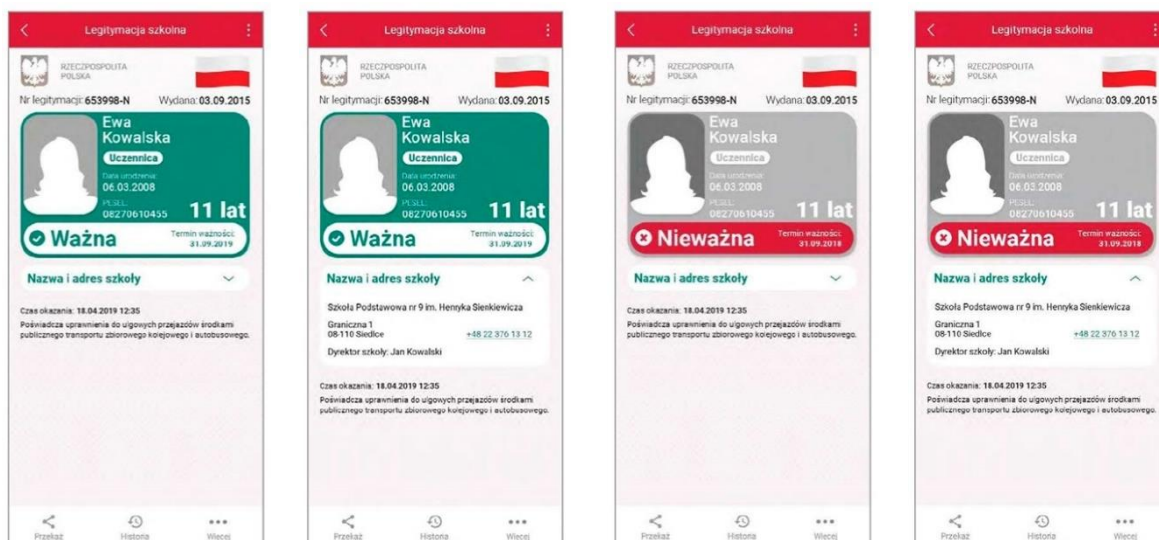 Legitymacja szkolna
RZECZPOSPOLITA
POLSKA
Nr legitymacji: 653998-N Wydana: 03.09.2015
Ewa
Kowalska
Uczennica
Data urodzenia:
06.03.2008
PESEL:
08270610455
11 lat
Ważna
Termin ważności:
31.09.2019
Nazwa i adres szkoły
Czas okazania: 18.04.2019 12:35
Poświadcza uprawnienia do ulgowych przejazdów środkami
publicznego transportu zbiorowego kolejowego i autobusowego.
Przekaż Historia Więcej
Legitymacja szkolna
RZECZPOSPOLITA
POLSKA
Nr legitymacji: 653998-N Wydana: 03.09.2015
Ewa
Kowalska
Uczennica
Data urodzenia:
06.03.2008
PESEL:
08270610455
11 lat
Ważna
Termin ważności:
31.09.2019
Nazwa i adres szkoły
Szkoła Podstawowa nr 9 im. Henryka Sienkiewicza
Graniczna 1
08-110 Siedlce +48 22 376 13 12
Dyrektor szkoły: Jan Kowalski
Czas okazania: 18.04.2019 12:35
Poświadcza uprawnienia do ulgowych przejazdów środkami
publicznego transportu zbiorowego kolejowego i autobusowego.
Przekaż Historia Więcej
Legitymacja szkolna
RZECZPOSPOLITA
POLSKA
Nr legitymacji: 653998-N Wydana: 03.09.2015
Ewa
Kowalska
Uczennica
Data urodzenia:
06.03.2008
PESEL:
08270610455
11 lat
Nieważna
Termin ważności:
31.09.2018
Nazwa i adres szkoły
Czas okazania: 18.04.2019 12:35
Poświadcza uprawnienia do ulgowych przejazdów środkami
publicznego transportu zbiorowego kolejowego i autobusowego.
Przekaż Historia Więcej
Legitymacja szkolna
RZECZPOSPOLITA
POLSKA
Nr legitymacji: 653998-N Wydana: 03.09.2015
Ewa
Kowalska
Uczennica
Data urodzenia:
06.03.2008
PESEL:
08270610455
11 lat
Nieważna
Termin ważności:
31.09.2018
Nazwa i adres szkoły
Szkoła Podstawowa nr 9 im. Henryka Sienkiewicza
Graniczna 1
08-110 Siedlce +48 22 376 13 12
Dyrektor szkoły: Jan Kowalski
Czas okazania: 18.04.2019 12:35
Poświadcza uprawnienia do ulgowych przejazdów środkami
publicznego transportu zbiorowego kolejowego i autobusowego.
Przekaż Historia Więcej